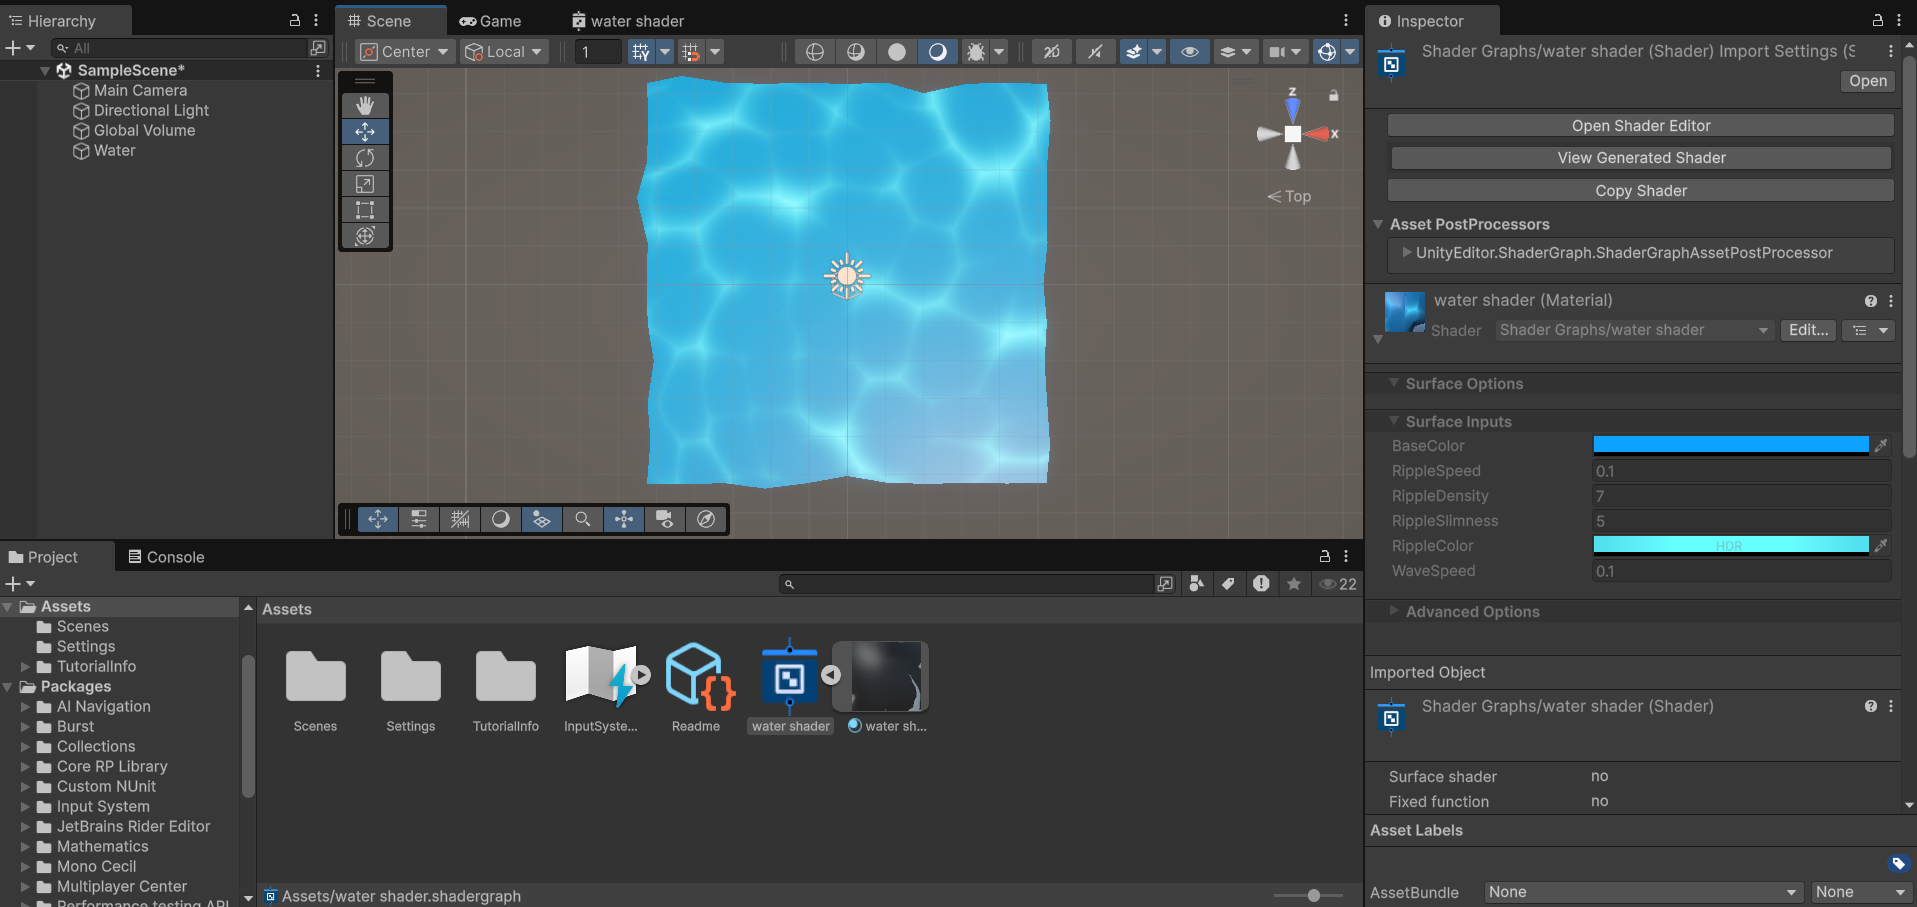 Hierarchy
All
SampleScene*
Main Camera
Directional Light
Global Volume
Water
Scene
Game
water shader
Center
Local
1
2D
z
x
Top
Inspector
Shader Graphs/water shader (Shader) Import Settings (S
Open
Open Shader Editor
View Generated Shader
Copy Shader
Asset PostProcessors
UnityEditor.ShaderGraph.ShaderGraphAssetPostProcessor
water shader (Material)
Shader
Shader Graphs/water shader
Edit...
Surface Options
Surface Inputs
BaseColor
RippleSpeed
0.1
RippleDensity
7
RippleSlimness
5
RippleColor
HDR
WaveSpeed
0.1
Advanced Options
Imported Object
Shader Graphs/water shader (Shader)
Surface shader
no
Fixed function
no
Asset Labels
AssetBundle
None
None
Project
Console
22
Assets
Scenes
Settings
TutorialInfo
Packages
AI Navigation
Burst
Collections
Core RP Library
Custom NUnit
Input System
JetBrains Rider Editor
Mathematics
Mono Cecil
Multiplayer Center
Performance testing API
Assets
Scenes
Settings
TutorialInfo
InputSyste...
Readme
water shader
water sh...
Assets/water shader.shadergraph